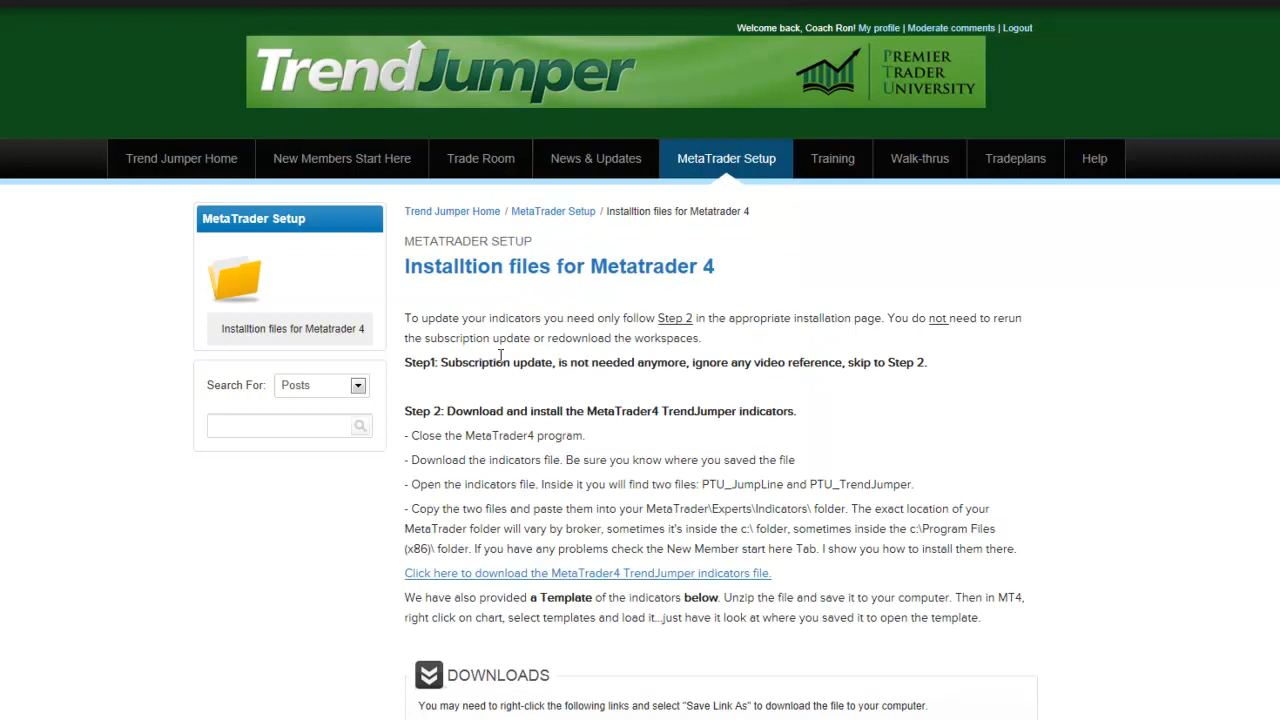 Welcome back, Coach Ron! My profile | Moderate comments | Logout
TrendJumper
PREMIER
TRADER
UNIVERSITY
Trend Jumper Home New Members Start Here Trade Room News & Updates MetaTrader Setup Training Walk-thrus Tradeplans Help
MetaTrader Setup
Installtion files for Metatrader 4
Search For: Posts
Trend Jumper Home / MetaTrader Setup / Installtion files for Metatrader 4
METATRADER SETUP
Installtion files for Metatrader 4
To update your indicators you need only follow Step 2 in the appropriate installation page. You do not need to rerun
the subscription update or redownload the workspaces.
Step1: Subscription update, is not needed anymore, ignore any video reference, skip to Step 2.
Step 2: Download and install the MetaTrader4 TrendJumper indicators.
- Close the MetaTrader4 program.
- Download the indicators file. Be sure you know where you saved the file
- Open the indicators file. Inside it you will find two files: PTU_JumpLine and PTU_TrendJumper.
- Copy the two files and paste them into your MetaTrader\Experts\Indicators\ folder. The exact location of your
MetaTrader folder will vary by broker, sometimes it's inside the c:\ folder, sometimes inside the c:\Program Files
(x86)\ folder. If you have any problems check the New Member start here Tab. I show you how to install them there.
Click here to download the MetaTrader4 TrendJumper indicators file.
We have also provided a Template of the indicators below. Unzip the file and save it to your computer. Then in MT4,
right click on chart, select templates and load it...just have it look at where you saved it to open the template.
DOWNLOADS
You may need to right-click the following links and select "Save Link As" to download the file to your computer.